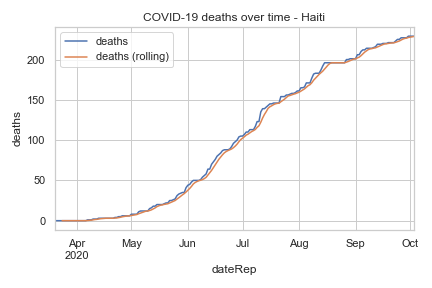 COVID-19 deaths over time - Haiti
deaths
deaths (rolling)
200
150
100
50
0
deaths
Apr May Jun Jul Aug Sep Oct
2020
dateRep